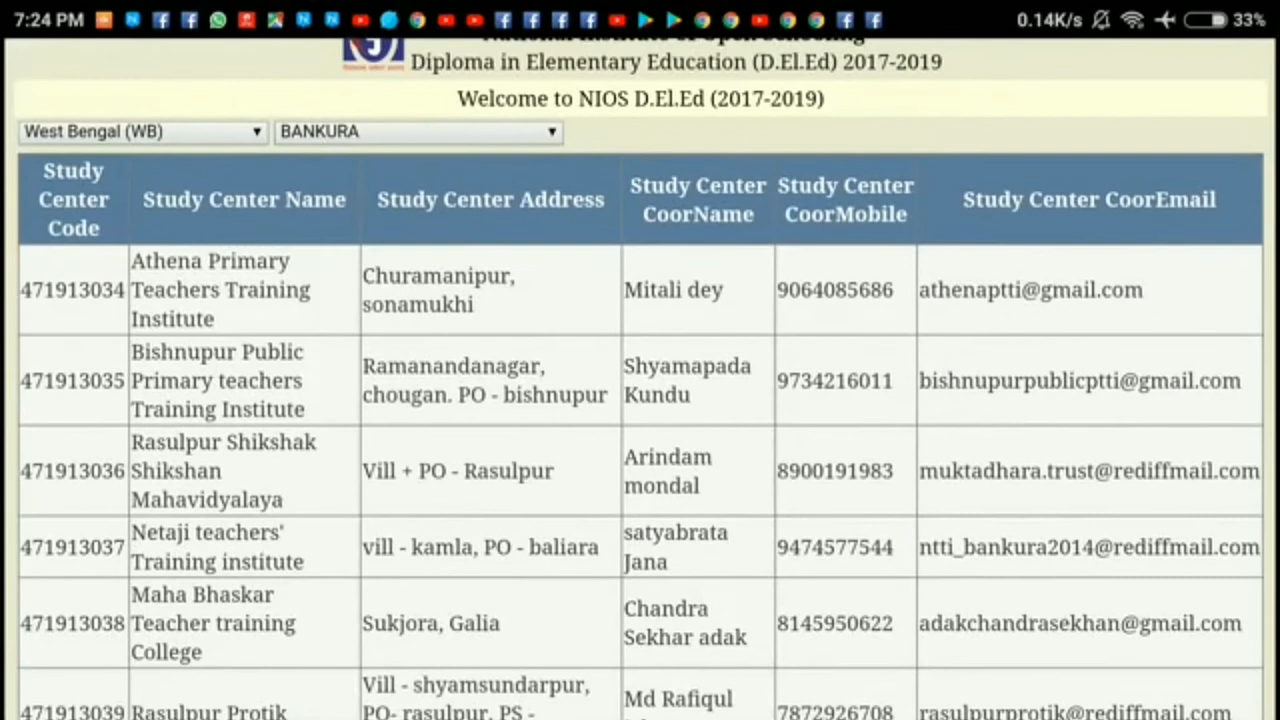 7:24 PM 0.14K/s 33%
Diploma in Elementary Education (D.El.Ed) 2017-2019
Welcome to NIOS D.El.Ed (2017-2019)
West Bengal (WB) BANKURA
Study Center Code
Study Center Name
Study Center Address
Study Center CoorName
Study Center CoorMobile
Study Center CoorEmail
471913034
Athena Primary
Teachers Training
Institute
Churamanipur,
sonamukhi
Mitali dey
9064085686
athenaptti@gmail.com
471913035
Bishnupur Public
Primary teachers
Training Institute
Ramanandanagar,
chougan. PO - bishnupur
Shyamapada
Kundu
9734216011
bishnupurpublicptti@gmail.com
471913036
Rasulpur Shikshak
Shikshan
Mahavidyalaya
Vill + PO - Rasulpur
Arindam
mondal
8900191983
muktadhara.trust@rediffmail.com
471913037
Netaji teachers'
Training institute
vill - kamla, PO - baliara
satyabrata
Jana
9474577544
ntti_bankura2014@rediffmail.com
471913038
Maha Bhaskar
Teacher training
College
Sukjora, Galia
Chandra
Sekhar adak
8145950622
adakchandrasekhan@gmail.com
471913039
Rasulpur Protik
Vill - shyamsundarpur,
PO- rasulpur, PS -
Md Rafiqul
7872926708
rasulpurprotik@rediffmail.com